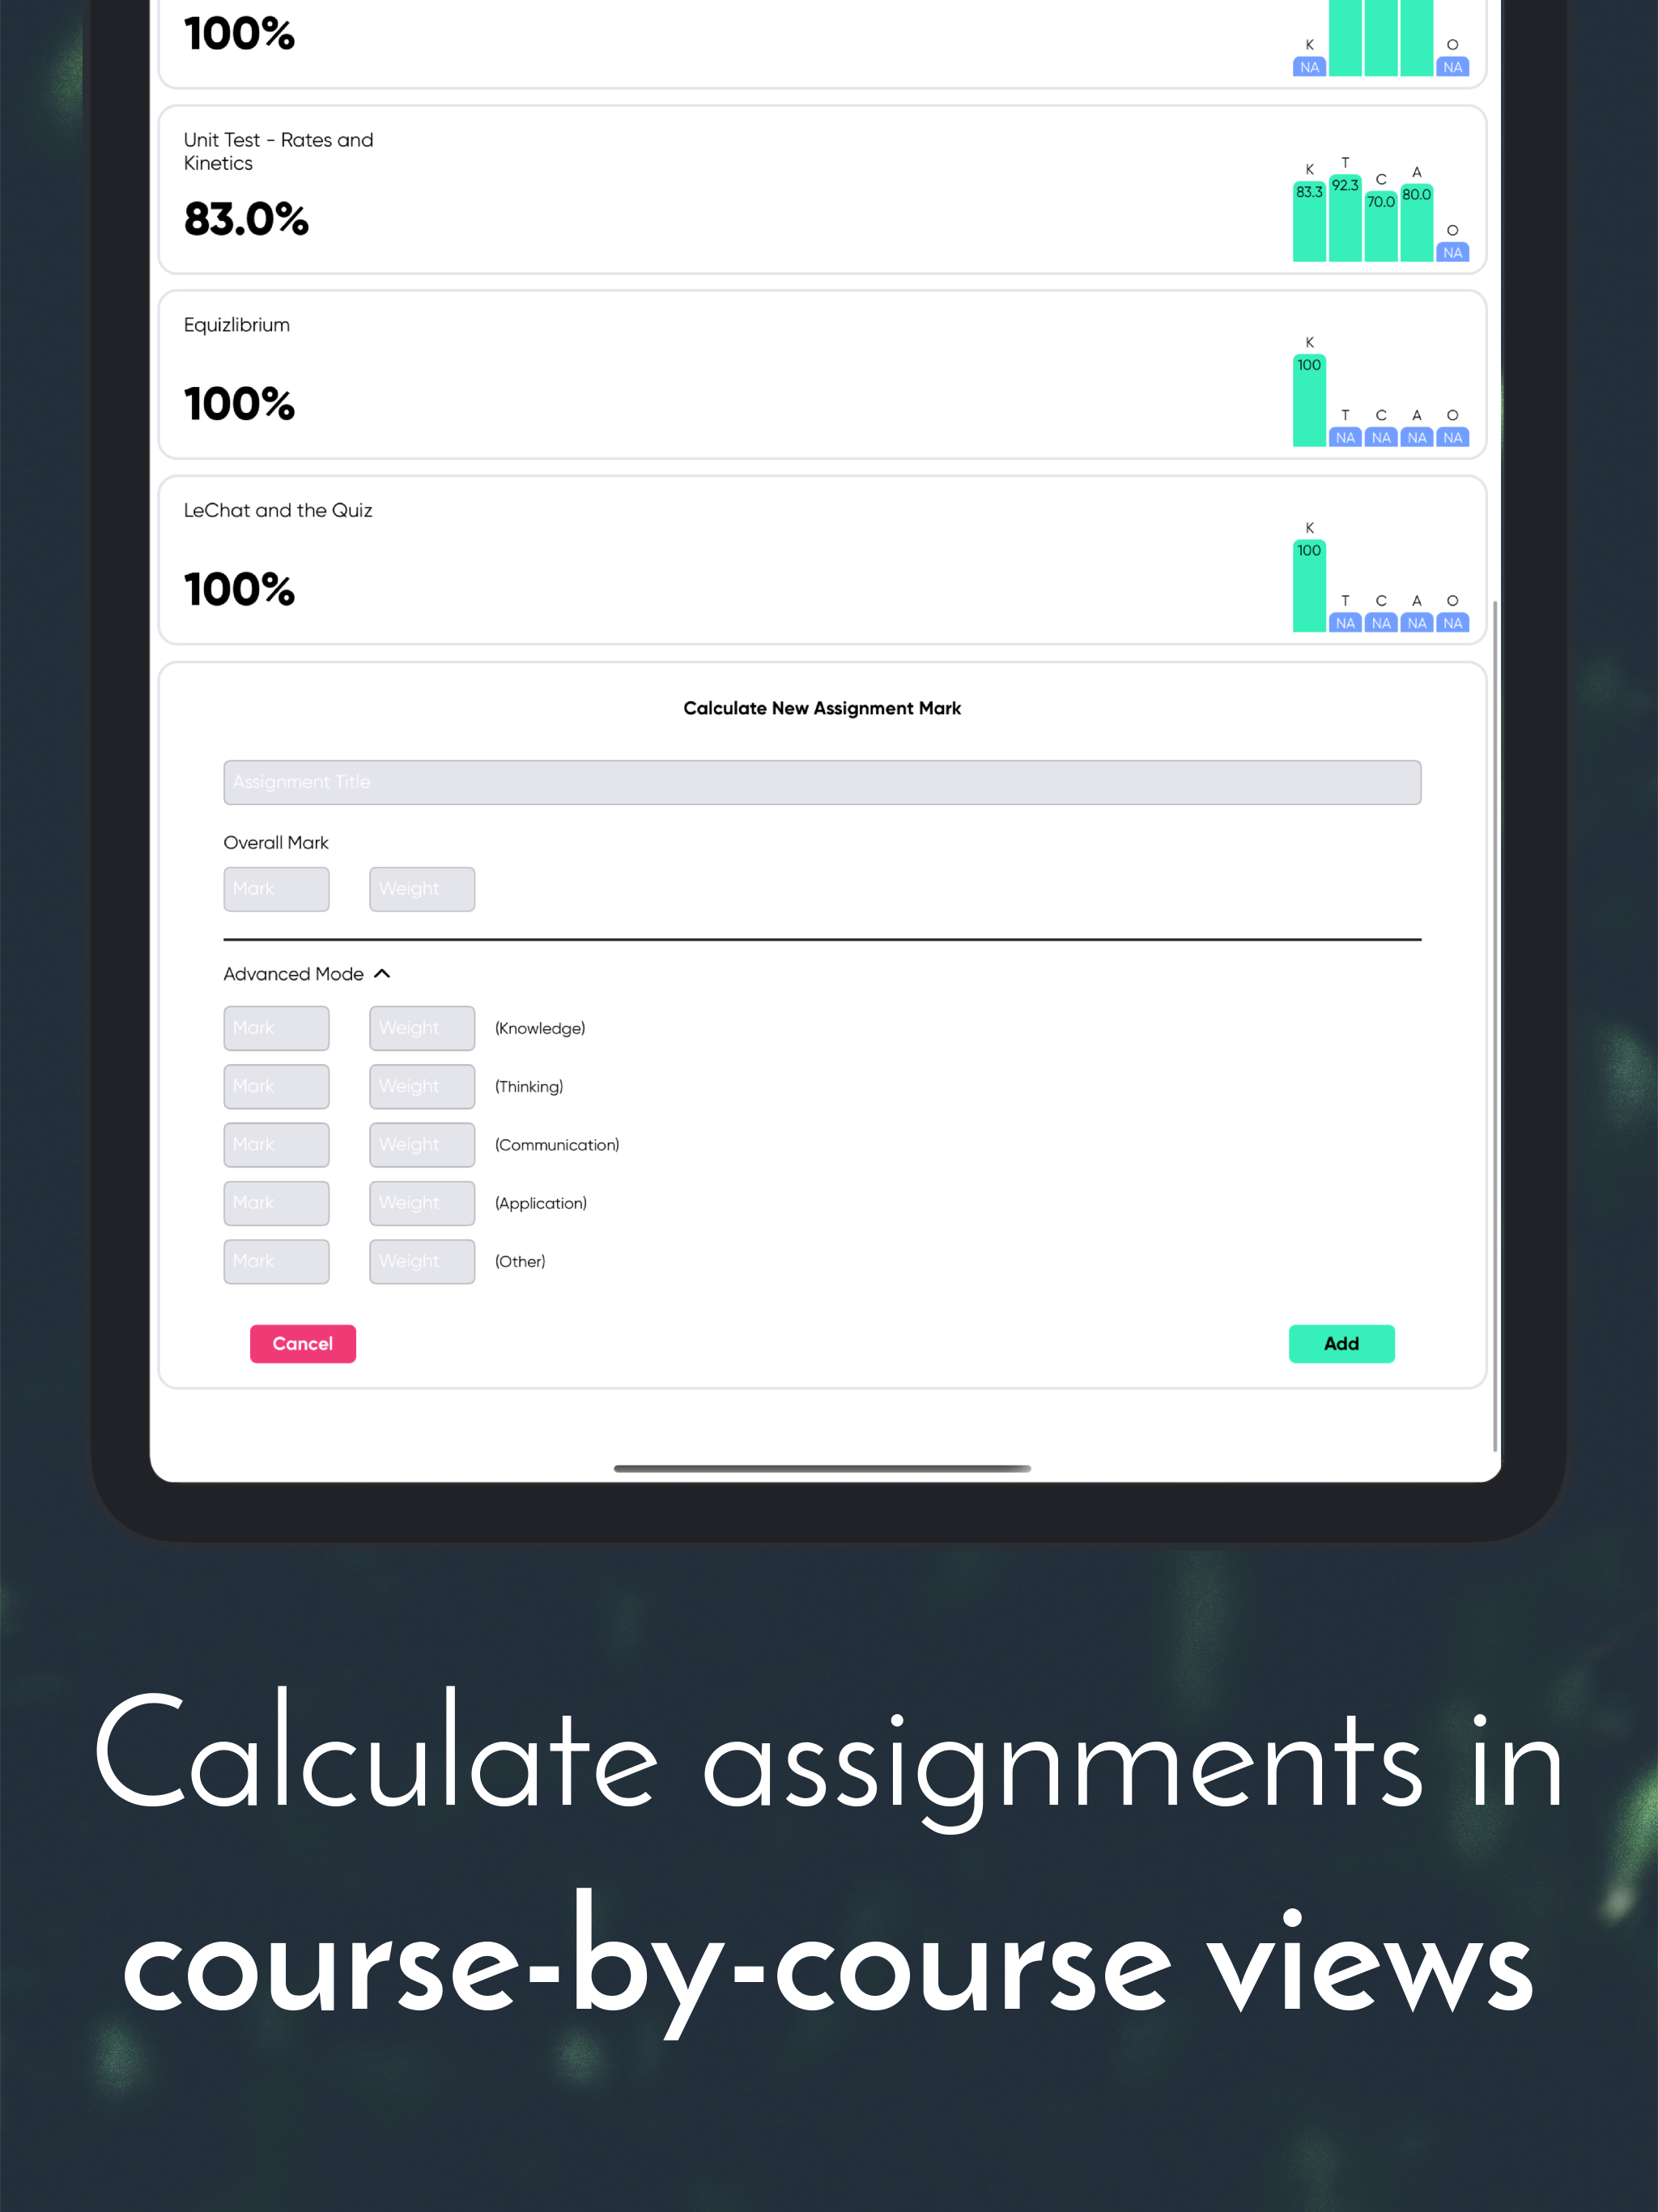 100%
K
O
NA
NA
Unit Test - Rates and
Kinetics
83.0%
K
T
C
A
O
83.3
92.3
70.0
80.0
NA
Equizlibrium
100%
K
100
T
C
A
O
NA
NA
NA
NA
LeChat and the Quiz
100%
K
100
T
C
A
O
NA
NA
NA
NA
Calculate New Assignment Mark
Assignment Title
Overall Mark
Mark
Weight
Advanced Mode
Mark
Weight
(Knowledge)
Mark
Weight
(Thinking)
Mark
Weight
(Communication)
Mark
Weight
(Application)
Mark
Weight
(Other)
Cancel
Add
Calculate assignments in
course-by-course views